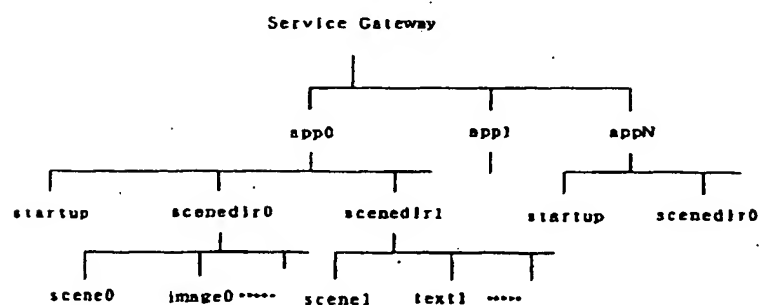 Service Gateway
app0 app1 appN
startup scenedir0 scenedir1 startup scenedir0
scene0 image0 ····· scene1 text1 ·····